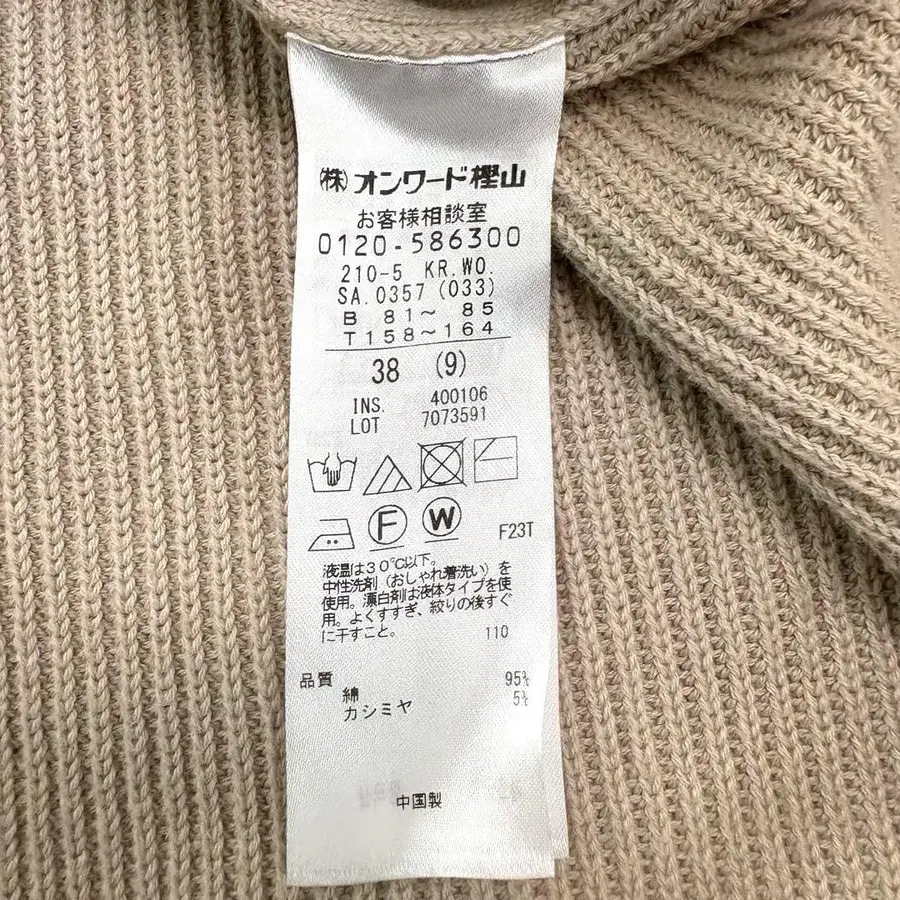 ㈱オンワード樫山
お客様相談室
0120-586300
210-5 KR.WO.
SA.0357 (033)
B 81〜 85
T158〜164
38 (9)
INS. 400106
LOT 7073591
F W F23T
液温は30℃以下。
中性洗剤（おしゃれ着洗い）を
使用。漂白剤は液体タイプを使
用。よくすすぎ、絞りの後すぐ
に干すこと。 110
品質
綿 95%
カシミヤ 5%
中国製